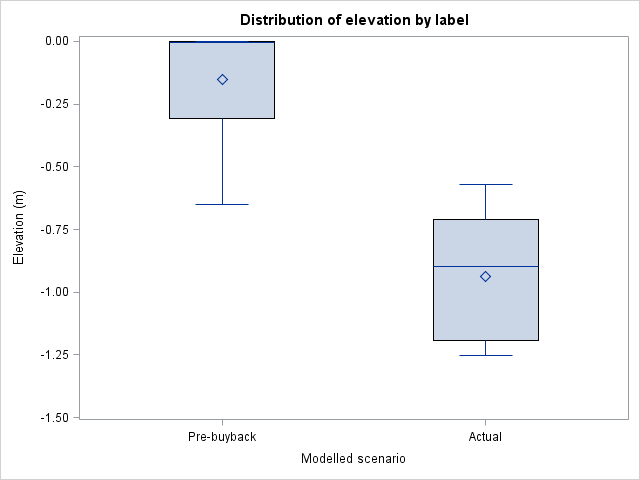 Distribution of elevation by label
0.00
-0.25
-0.50
-0.75
-1.00
-1.25
-1.50
Elevation (m)
Pre-buyback
Actual
Modelled scenario